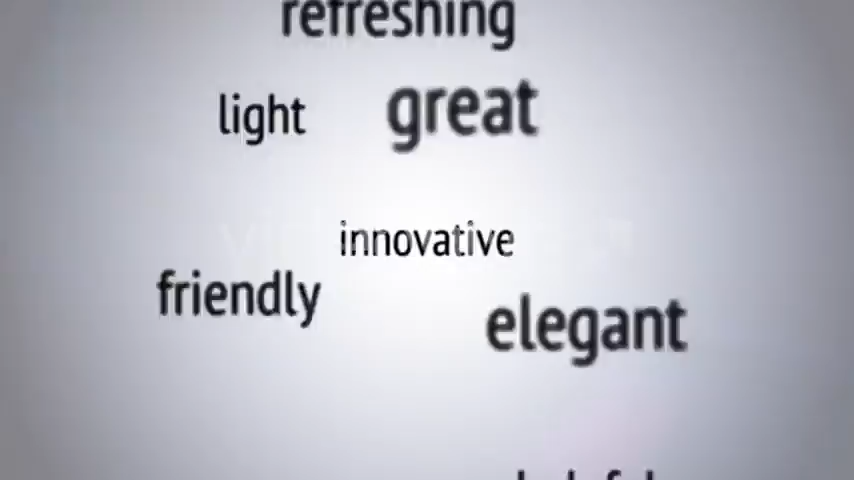 refreshing
light great
innovative
friendly
elegant